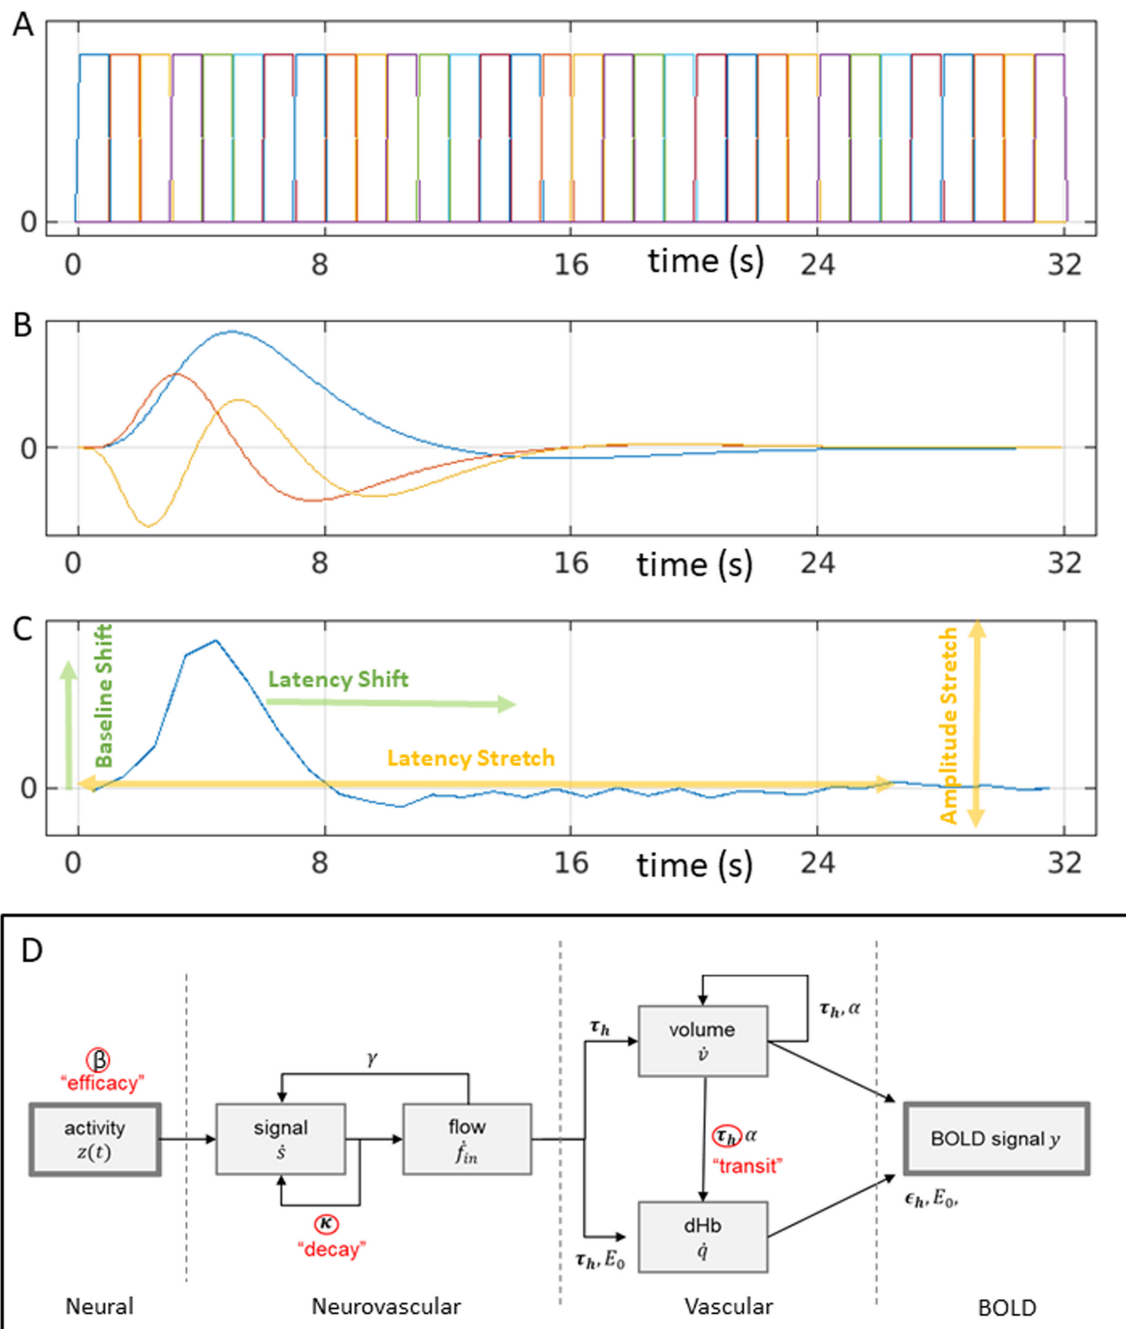 A
0
0 8 16 time (s) 24 32
B
0
0 8 16 time (s) 24 32
C
Baseline Shift
Latency Shift
Latency Stretch
Amplitude Stretch
0
0 8 16 time (s) 24 32
D
β
“efficacy”
activity
z(t)
γ
signal
ṡ
flow
ḟin
κ
“decay”
τh
volume
v̇
τh, α
τh α
“transit”
dHb
q̇
τh, E0
BOLD signal y
ϵh, E0,
Neural Neurovascular Vascular BOLD